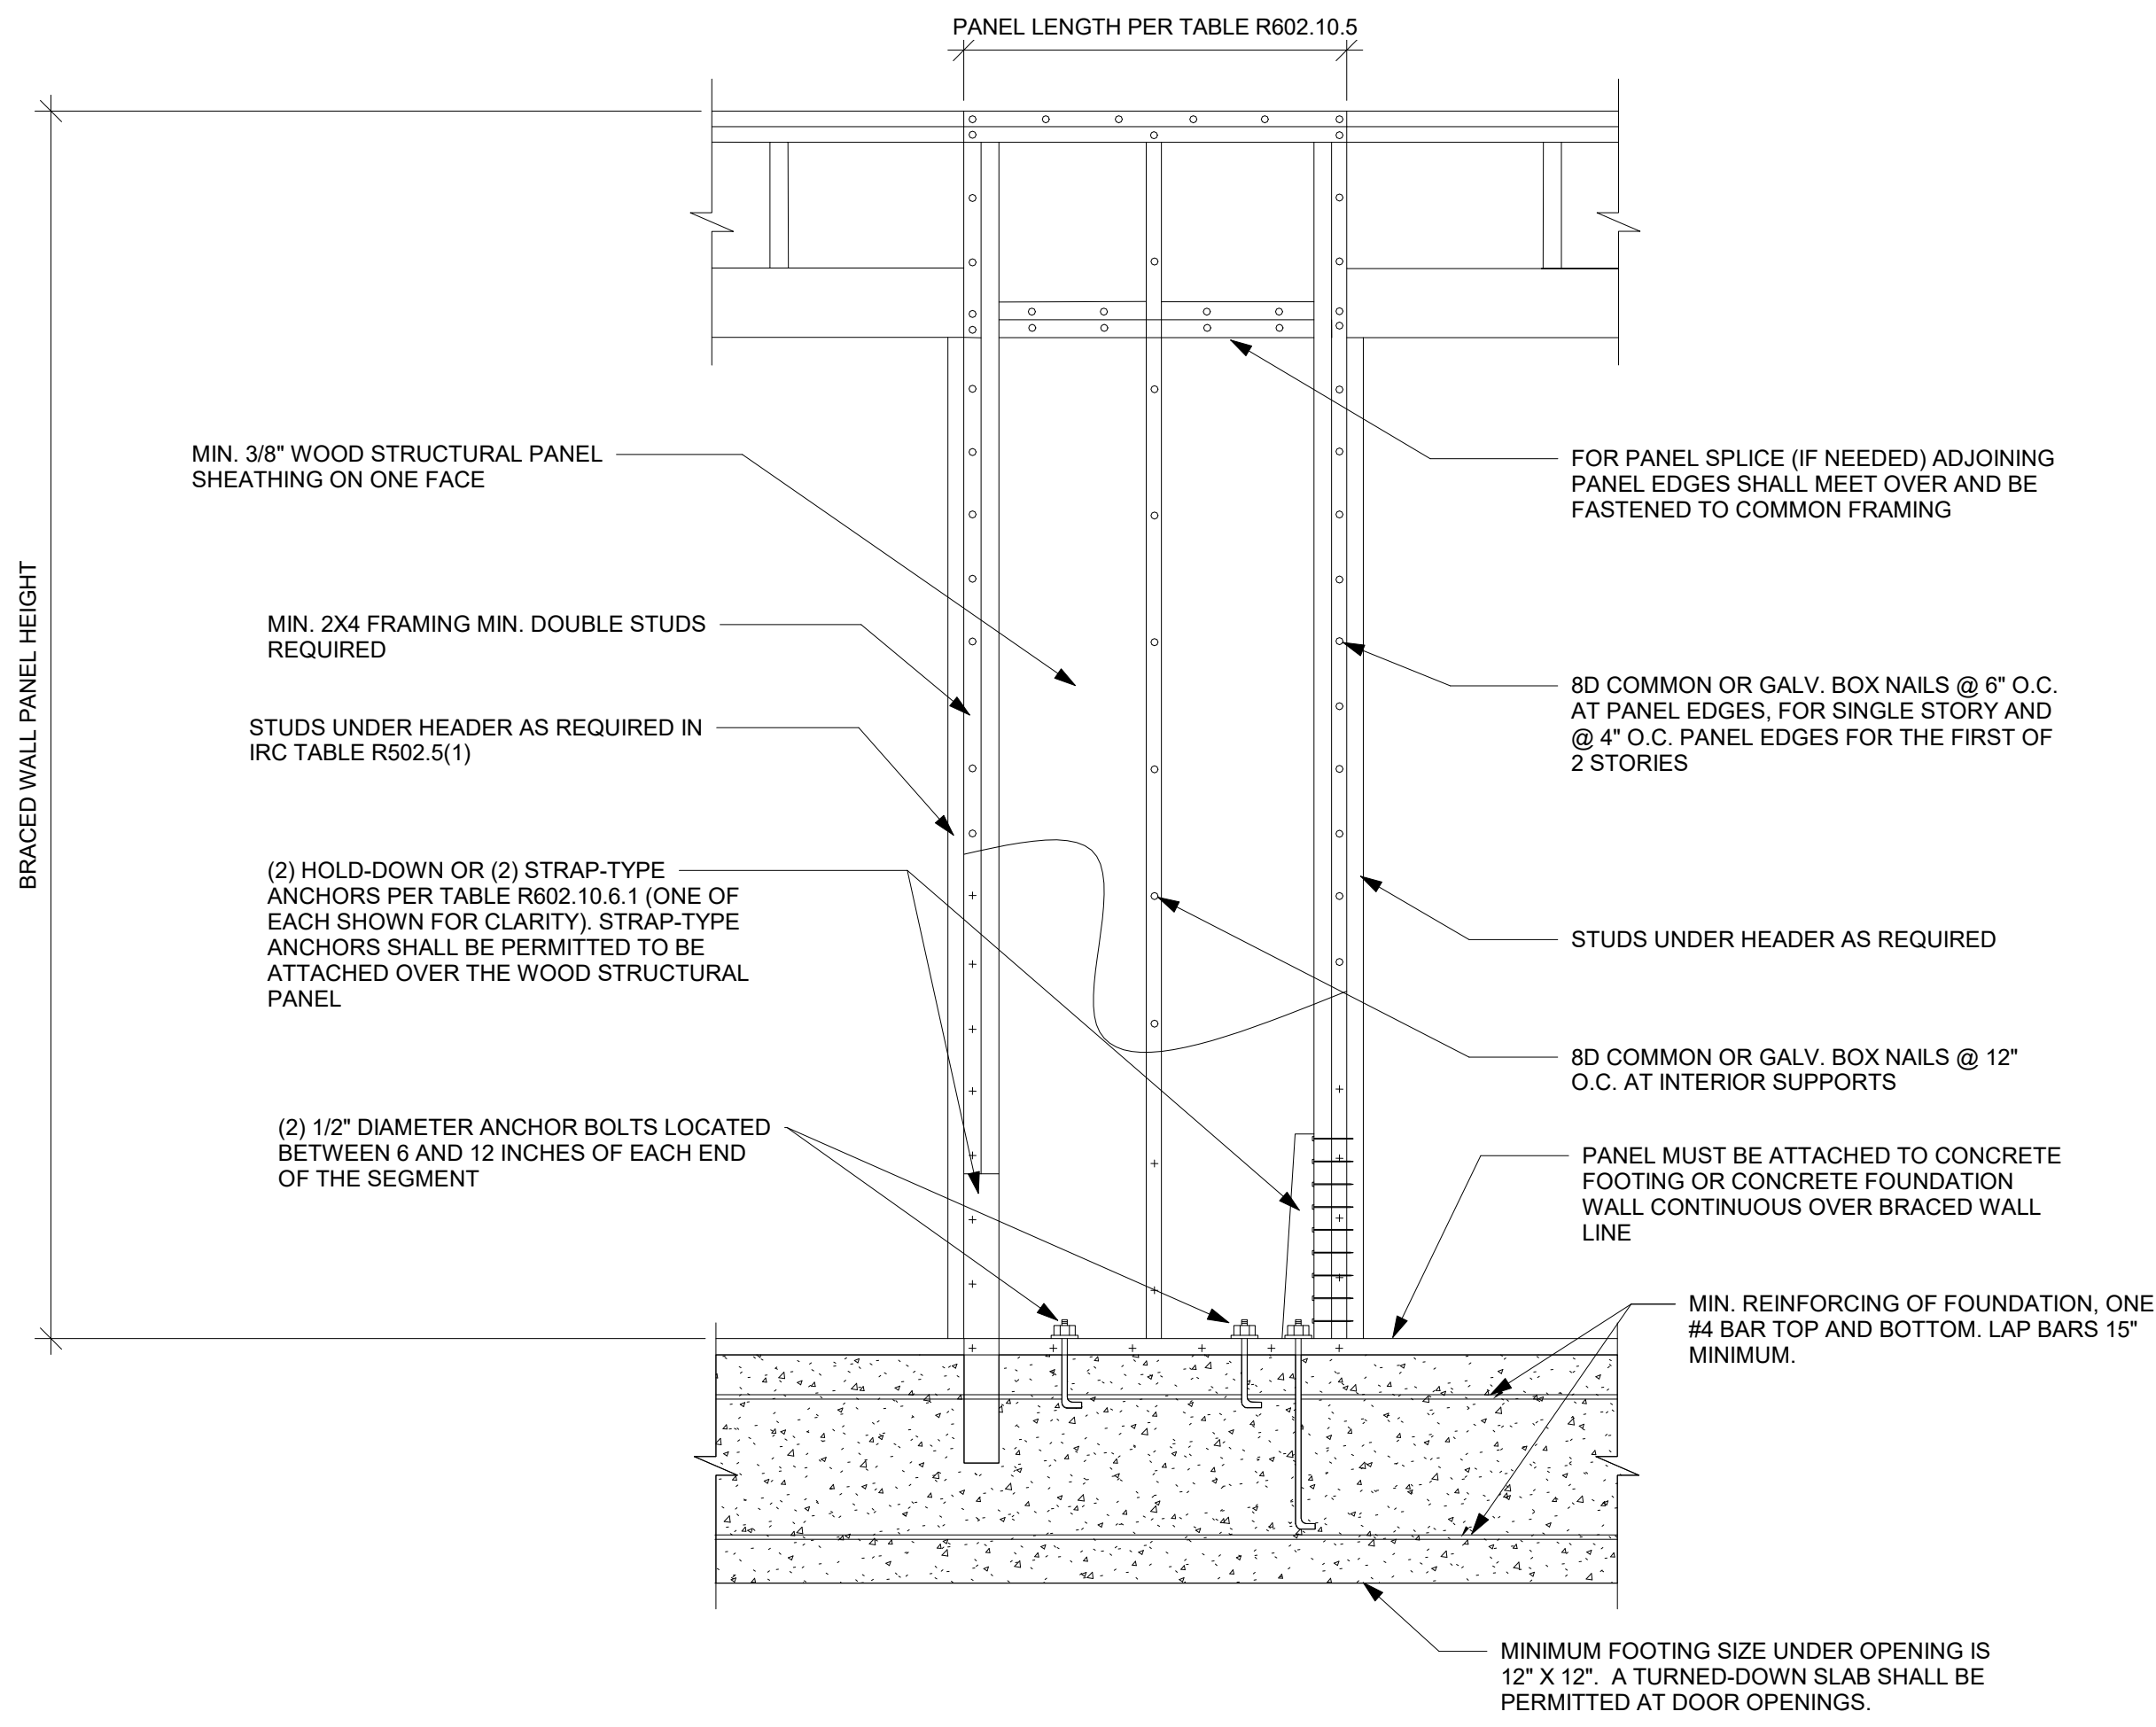 PANEL LENGTH PER TABLE R602.10.5
BRACED WALL PANEL HEIGHT
MIN. 3/8" WOOD STRUCTURAL PANEL
SHEATHING ON ONE FACE
MIN. 2X4 FRAMING MIN. DOUBLE STUDS
REQUIRED
STUDS UNDER HEADER AS REQUIRED IN
IRC TABLE R502.5(1)
(2) HOLD-DOWN OR (2) STRAP-TYPE
ANCHORS PER TABLE R602.10.6.1 (ONE OF
EACH SHOWN FOR CLARITY). STRAP-TYPE
ANCHORS SHALL BE PERMITTED TO BE
ATTACHED OVER THE WOOD STRUCTURAL
PANEL
(2) 1/2" DIAMETER ANCHOR BOLTS LOCATED
BETWEEN 6 AND 12 INCHES OF EACH END
OF THE SEGMENT
FOR PANEL SPLICE (IF NEEDED) ADJOINING
PANEL EDGES SHALL MEET OVER AND BE
FASTENED TO COMMON FRAMING
8D COMMON OR GALV. BOX NAILS @ 6" O.C.
AT PANEL EDGES, FOR SINGLE STORY AND
@ 4" O.C. PANEL EDGES FOR THE FIRST OF
2 STORIES
STUDS UNDER HEADER AS REQUIRED
8D COMMON OR GALV. BOX NAILS @ 12"
O.C. AT INTERIOR SUPPORTS
PANEL MUST BE ATTACHED TO CONCRETE
FOOTING OR CONCRETE FOUNDATION
WALL CONTINUOUS OVER BRACED WALL
LINE
MIN. REINFORCING OF FOUNDATION, ONE
#4 BAR TOP AND BOTTOM. LAP BARS 15"
MINIMUM.
MINIMUM FOOTING SIZE UNDER OPENING IS
12" X 12".  A TURNED-DOWN SLAB SHALL BE
PERMITTED AT DOOR OPENINGS.